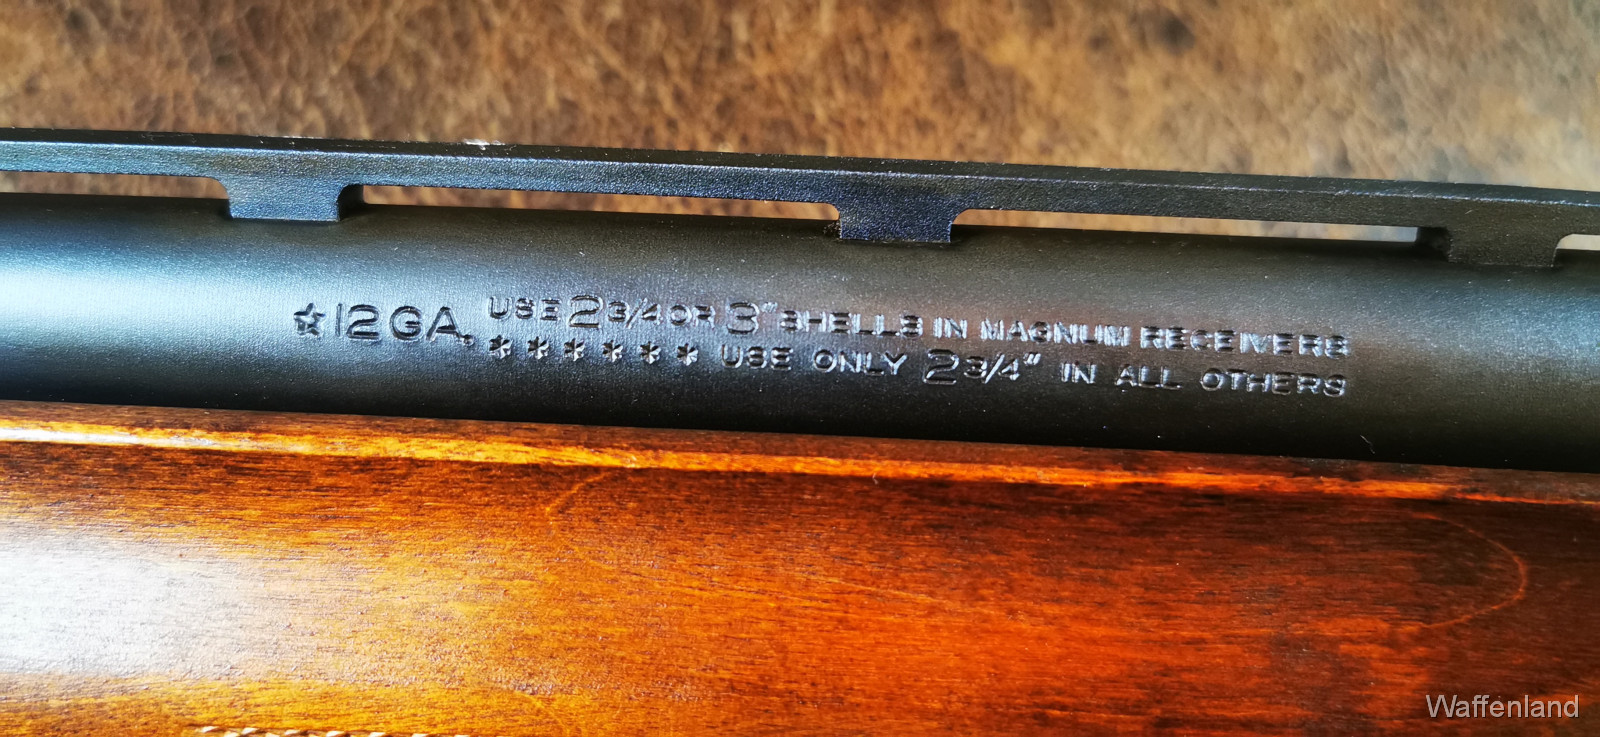 ☆12GA. USE 2 3/4 OR 3" SHELLS IN MAGNUM RECEIVERS
****** USE ONLY 2 3/4" IN ALL OTHERS
Waffenland